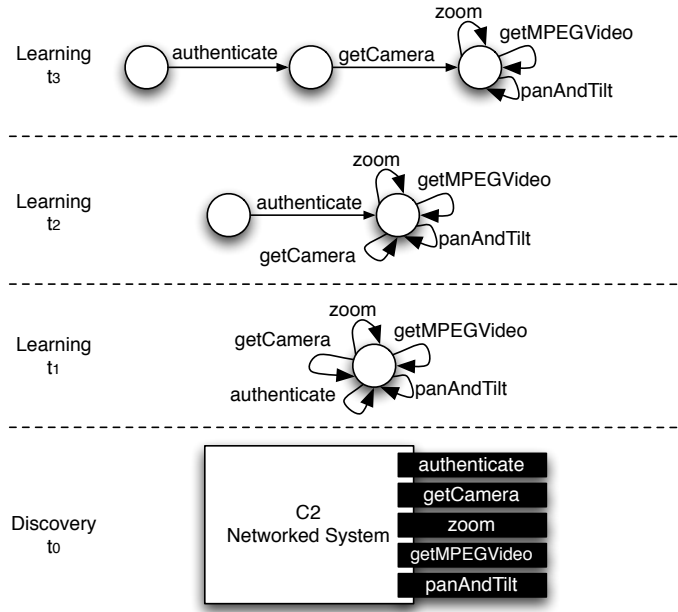 Learning
t3
authenticate
getCamera
zoom
getMPEGVideo
panAndTilt
Learning
t2
authenticate
zoom
getMPEGVideo
panAndTilt
getCamera
Learning
t1
zoom
getCamera
getMPEGVideo
authenticate
panAndTilt
Discovery
t0
C2
Networked System
authenticate
getCamera
zoom
getMPEGVideo
panAndTilt